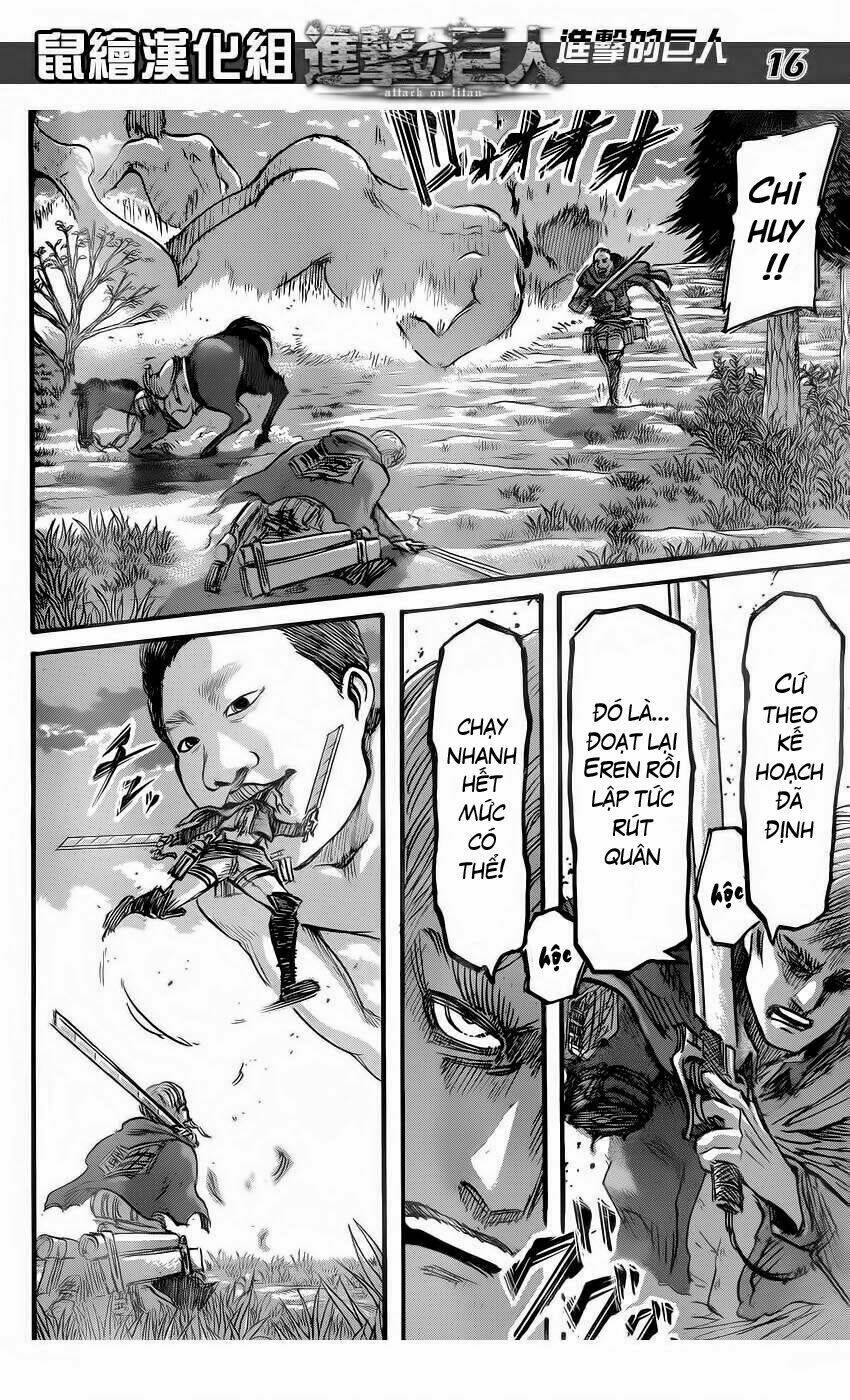 鼠繪漢化組
進撃の巨人
attack on titan
進擊的巨人
16
CHỈ
HUY
!!
CỨ
THEO
KẾ
HOẠCH
ĐÃ
ĐỊNH
HỘC
ĐÓ LÀ...
ĐOẠT LẠI
EREN RỒI
LẬP TỨC
RÚT
QUÂN
HỘC
CHẠY
NHANH
HẾT
MỨC
CÓ
THỂ!